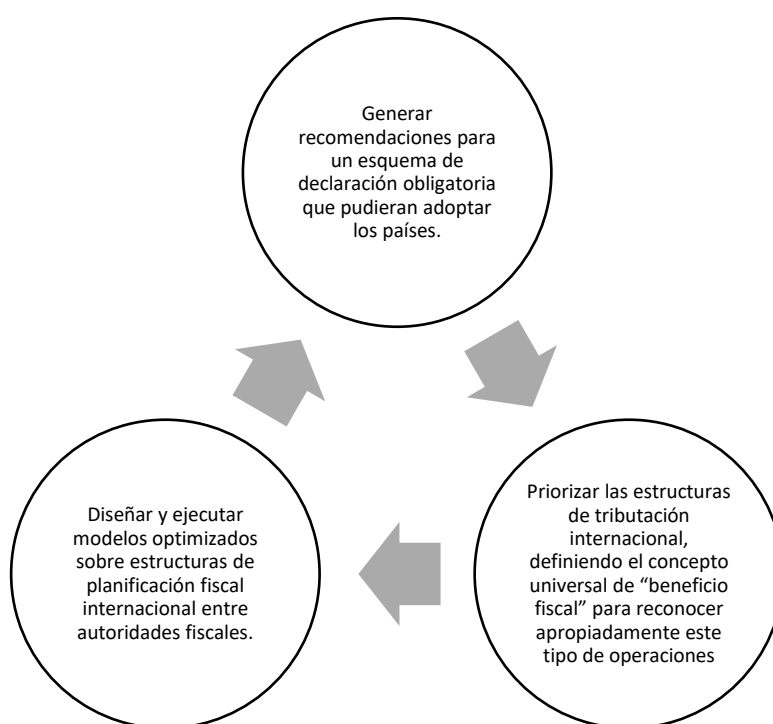 Generar
recomendaciones para
un esquema de
declaración obligatoria
que pudieran adoptar
los países.
Priorizar las estructuras
de tributación
internacional,
definiendo el concepto
universal de “beneficio
fiscal” para reconocer
apropiadamente este
tipo de operaciones
Diseñar y ejecutar
modelos optimizados
sobre estructuras de
planificación fiscal
internacional entre
autoridades fiscales.